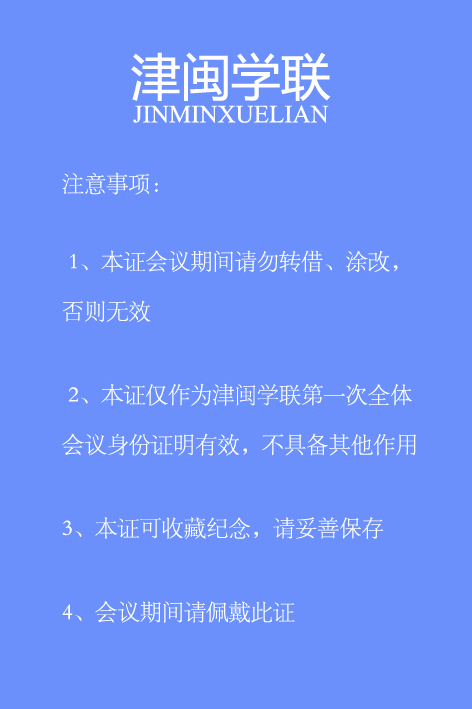 津闽学联
JINMINXUELIAN
注意事项：
1、本证会议期间请勿转借、涂改，
否则无效
2、本证仅作为津闽学联第一次全体
会议身份证明有效，不具备其他作用
3、本证可收藏纪念，请妥善保存
4、会议期间请佩戴此证